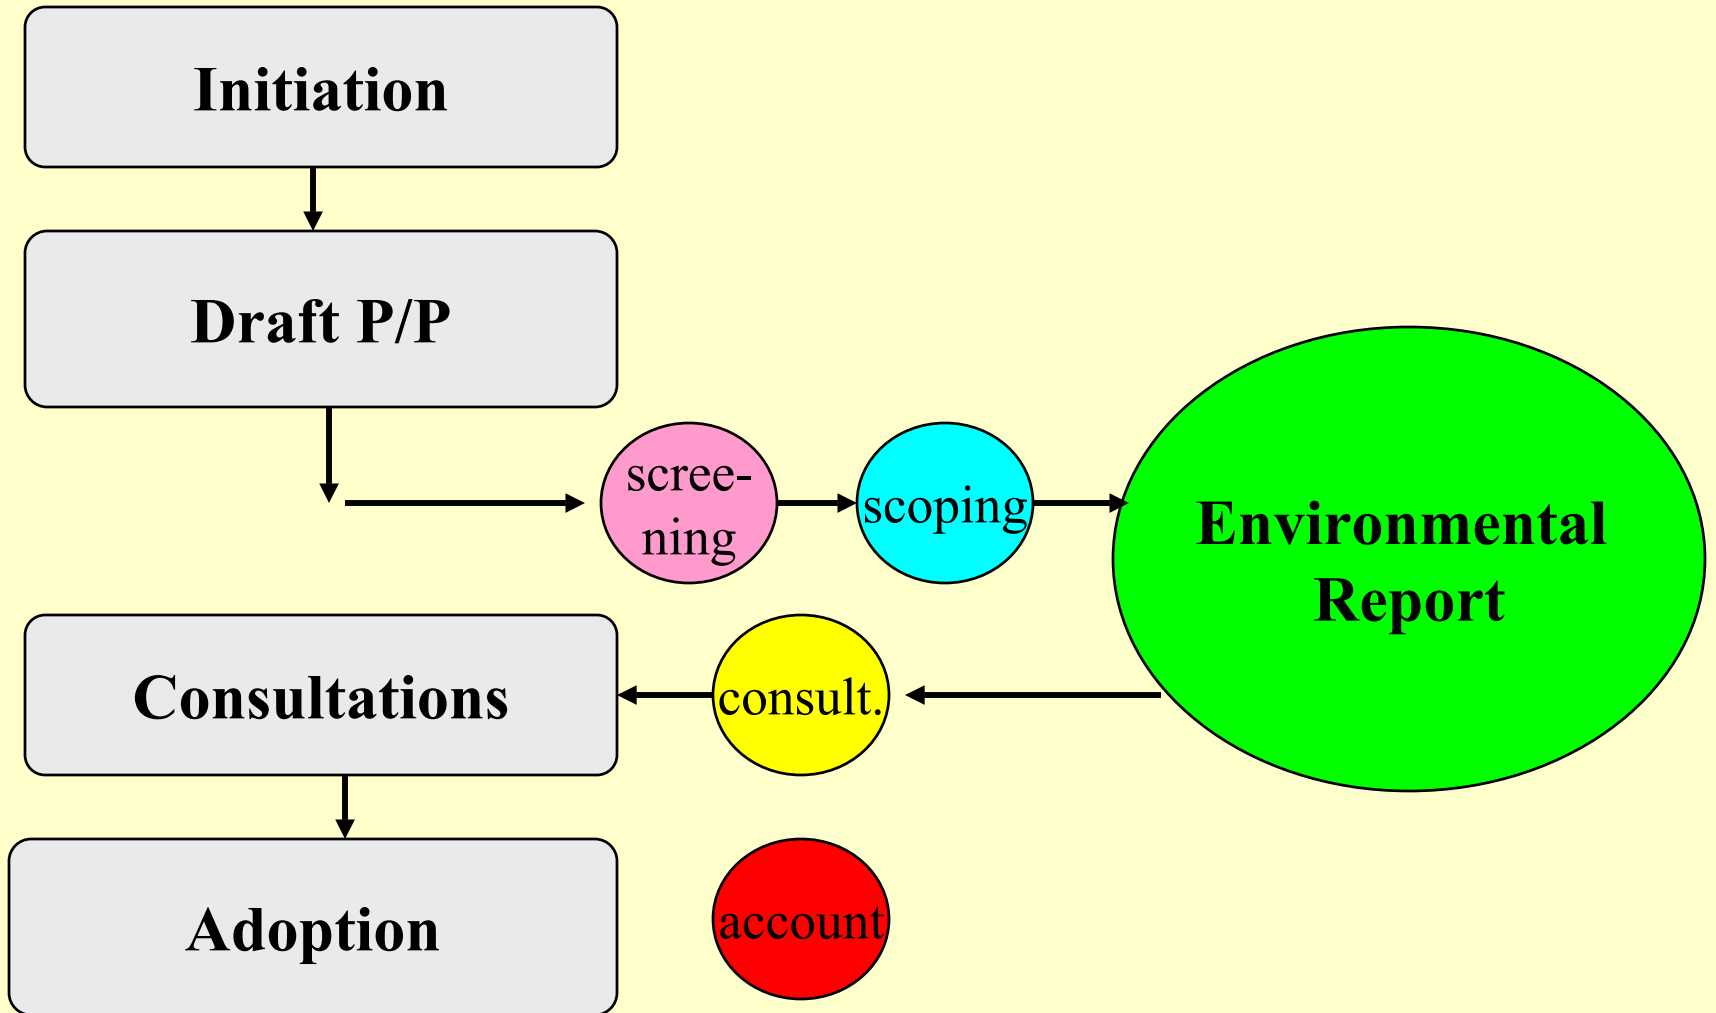 Initiation
Draft P/P
scree-
ning
scoping
Environmental
Report
Consultations
consult.
Adoption
account